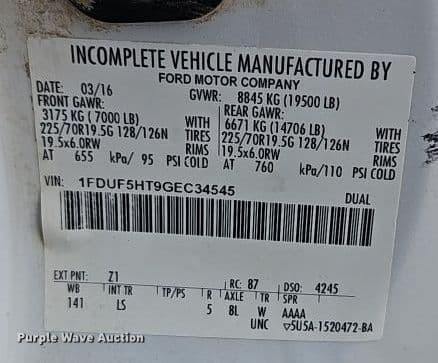 INCOMPLETE VEHICLE MANUFACTURED BY
FORD MOTOR COMPANY
DATE: 03/16 GVWR: 8845 KG (19500 LB)
FRONT GAWR: REAR GAWR:
3175 KG ( 7000 LB) WITH 6671 KG (14706 LB) WITH
225/70R19.5G 128/126N TIRES 225/70R19.5G 128/126N TIRES
19.5x6.0RW RIMS 19.5x6.0RW RIMS
AT 655 kPa/ 95 PSI COLD AT 760 kPa/110 PSI COLD
VIN: 1FDUF5HT9GEC34545 DUAL
EXT PNT: Z1 RC: 87 DSO: 4245
WB INT TR TP/PS R AXLE TR SPR
141 LS 5 8L W AAAA
UNC 5U5A-1520472-BA
Purple Wave Auction